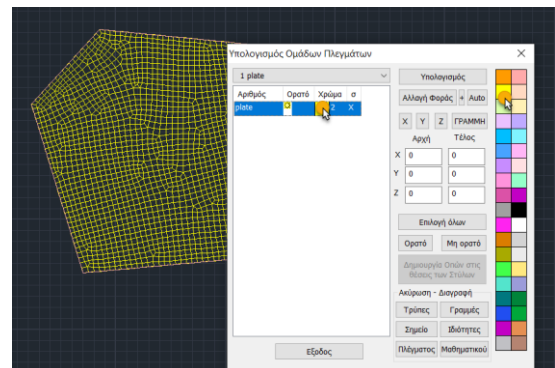 Υπολογισμός Ομάδων Πλεγμάτων
1 plate
Υπολογισμός
Αριθμός Ορατό Χρώμα σ
plate 2 X
Αλλαγή Φοράς + Auto
X Y Z ΓΡΑΜΜΗ
Αρχή Τέλος
X 0 0
Y 0 0
Z 0 0
Επιλογή όλων
Ορατό Μη ορατό
Δημιουργία Οπών στις
θέσεις των Στύλων
Ακύρωση - Διαγραφή
Τρύπες Γραμμές
Σημείο Ιδιότητες
Πλέγματος Μαθηματικού
Εξοδος